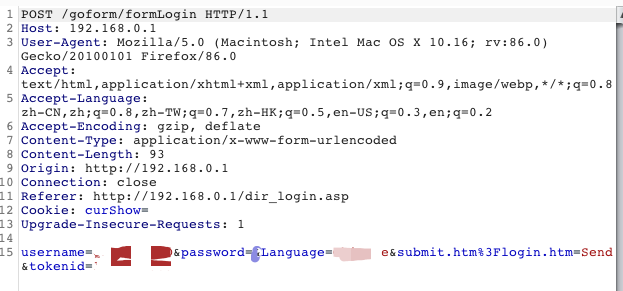 1 POST /goform/formLogin HTTP/1.1
2 Host: 192.168.0.1
3 User-Agent: Mozilla/5.0 (Macintosh; Intel Mac OS X 10.16; rv:86.0)
Gecko/20100101 Firefox/86.0
4 Accept:
text/html,application/xhtml+xml,application/xml;q=0.9,image/webp,*/*;q=0.8
5 Accept-Language:
zh-CN,zh;q=0.8,zh-TW;q=0.7,zh-HK;q=0.5,en-US;q=0.3,en;q=0.2
6 Accept-Encoding: gzip, deflate
7 Content-Type: application/x-www-form-urlencoded
8 Content-Length: 93
9 Origin: http://192.168.0.1
10 Connection: close
11 Referer: http://192.168.0.1/dir_login.asp
12 Cookie: curShow=
13 Upgrade-Insecure-Requests: 1
14
15 username= &password= Language= e&submit.htm%3Flogin.htm=Send
&tokenid=